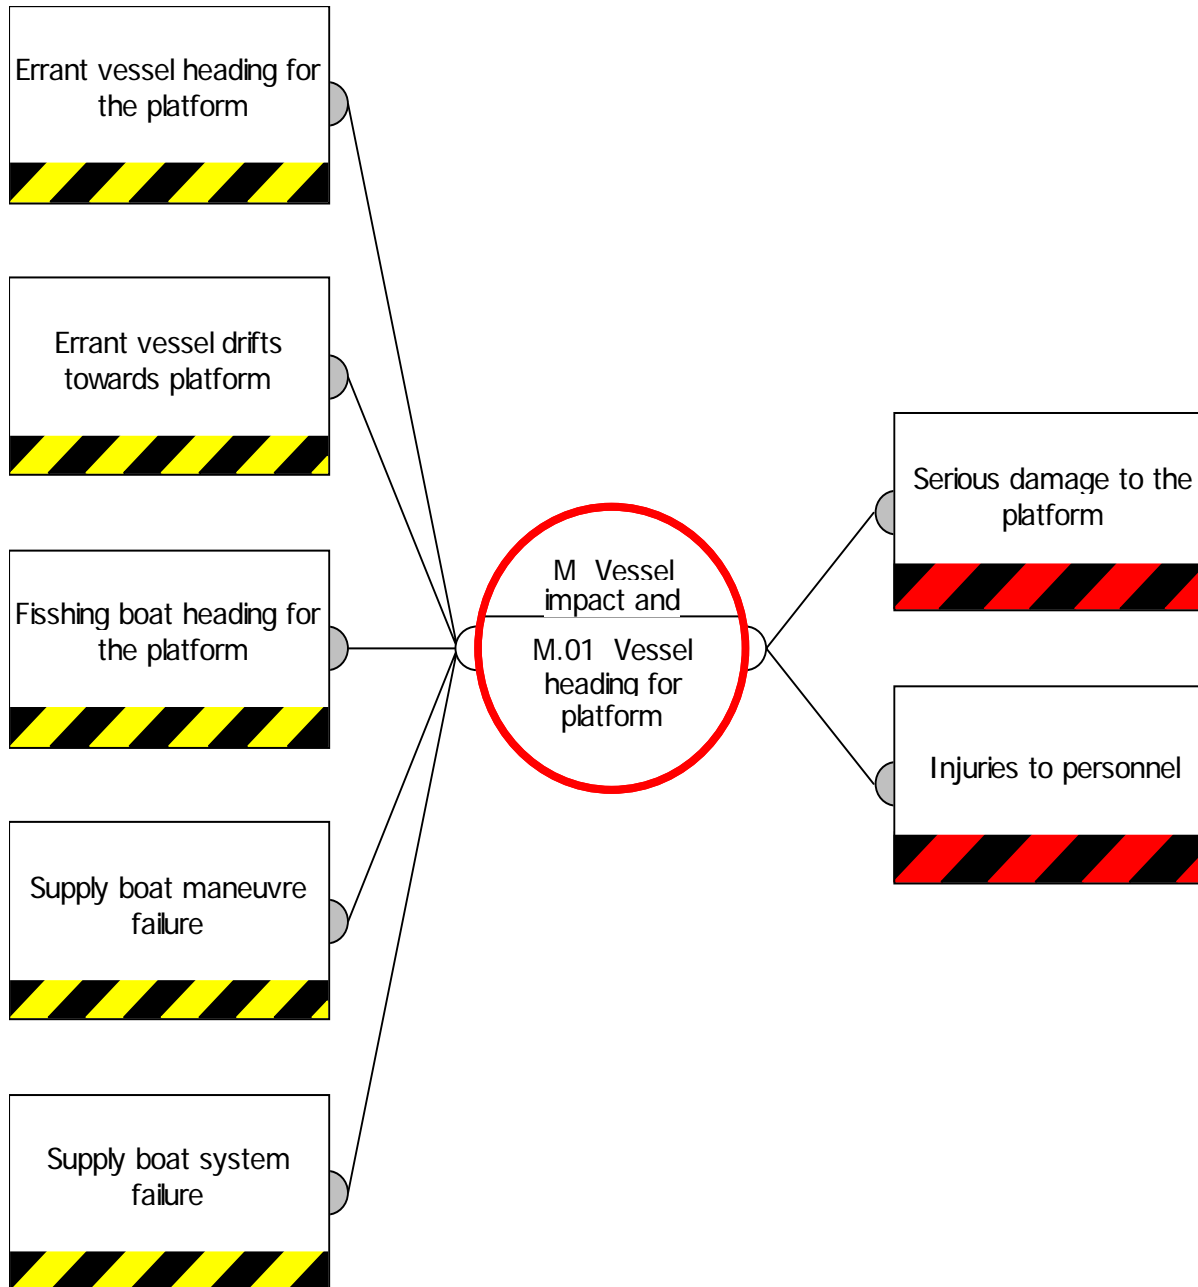 Errant vessel heading for
the platform
Errant vessel drifts
towards platform
Fisshing boat heading for
the platform
Supply boat maneuvre
failure
Supply boat system
failure
M Vessel
impact and
M.01 Vessel
heading for
platform
Serious damage to the
platform
Injuries to personnel